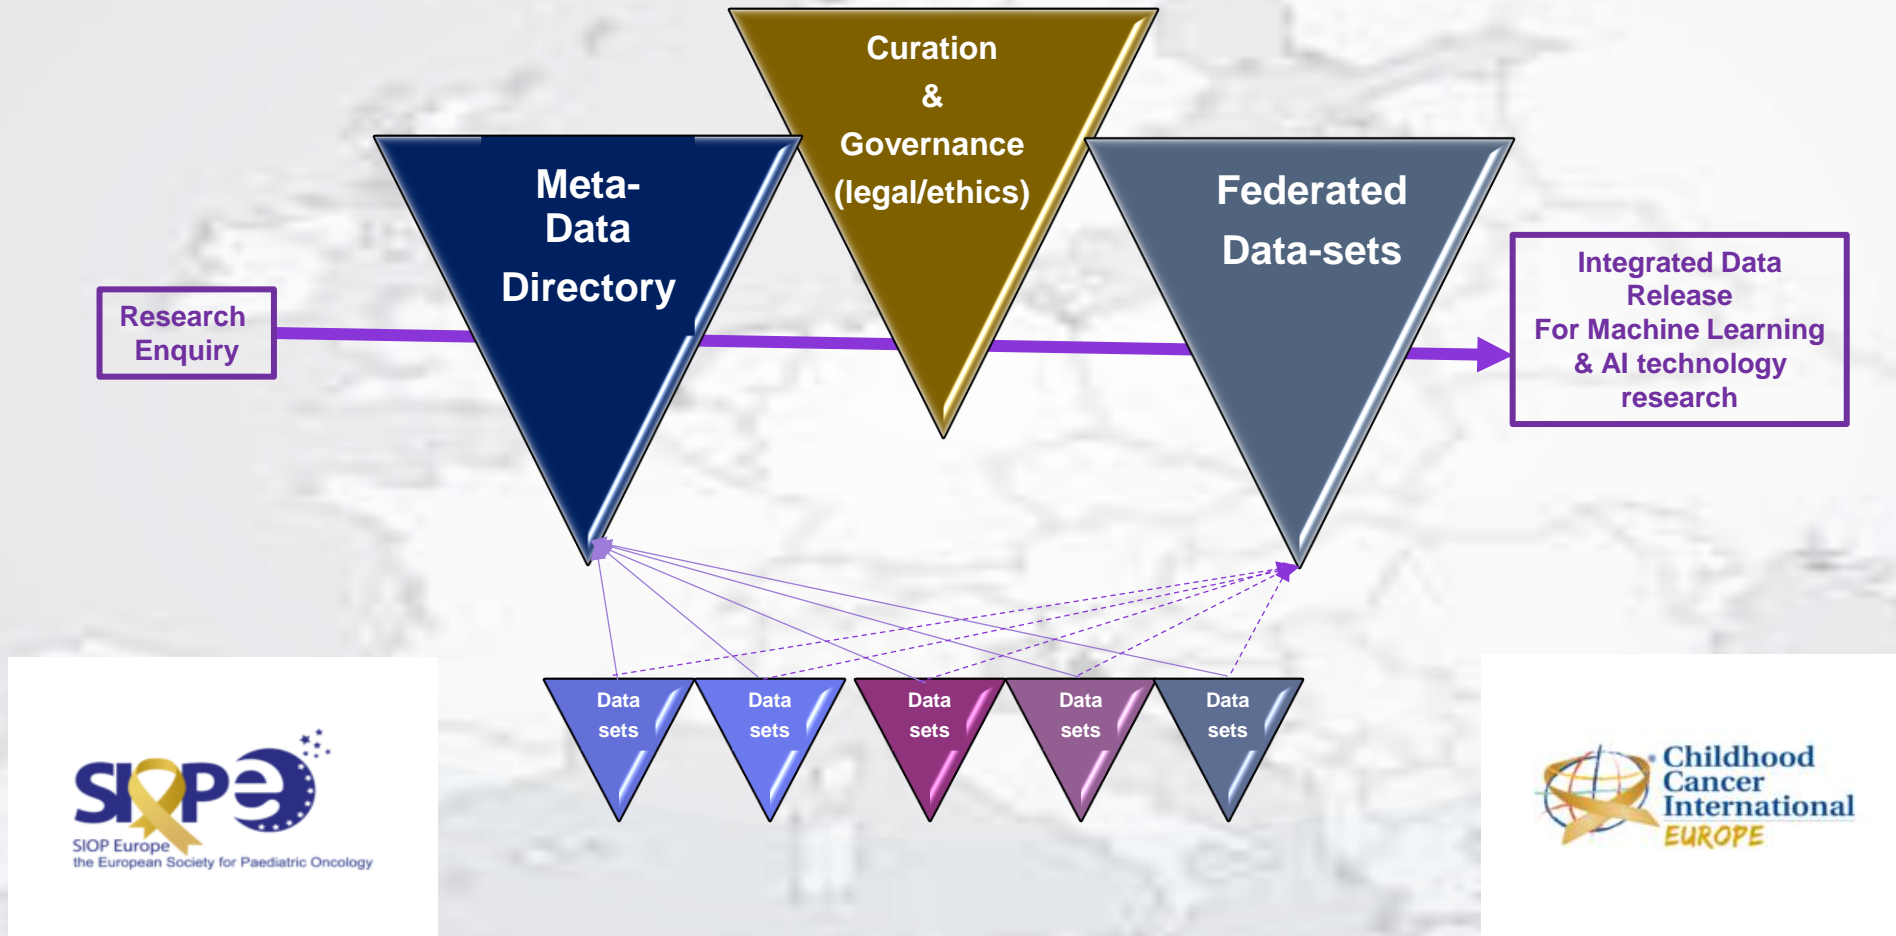 Curation
&
Governance
(legal/ethics)
Meta-
Data
Directory
Federated
Data-sets
Research
Enquiry
Integrated Data
Release
For Machine Learning
& AI technology
research
Data
sets
Data
sets
Data
sets
Data
sets
Data
sets
SIOPe
SIOP Europe
the European Society for Paediatric Oncology
Childhood
Cancer
International
EUROPE